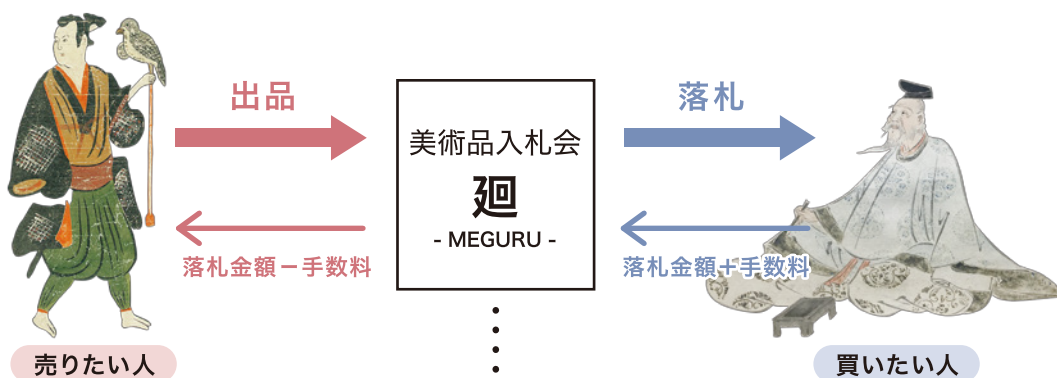 出品
落札
美術品入札会
廻
- MEGURU -
落札金額－手数料
落札金額＋手数料
売りたい人
買いたい人